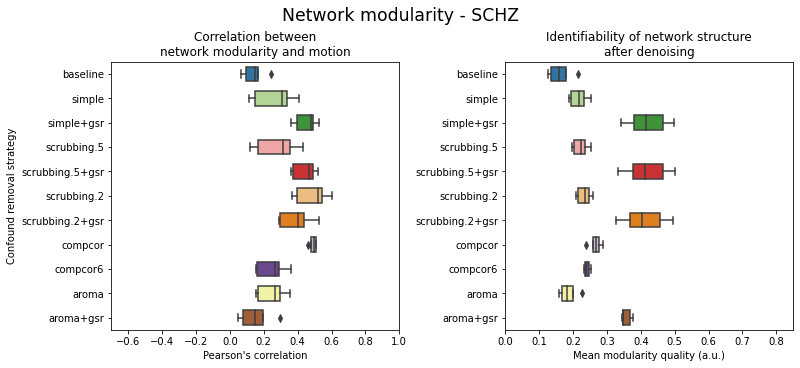 Network modularity - SCHZ
Correlation between
network modularity and motion
Confound removal strategy
baseline
simple
simple+gsr
scrubbing.5
scrubbing.5+gsr
scrubbing.2
scrubbing.2+gsr
compcor
compcor6
aroma
aroma+gsr
−0.6 −0.4 −0.2 0.0 0.2 0.4 0.6 0.8 1.0
Pearson's correlation
Identifiability of network structure
after denoising
baseline
simple
simple+gsr
scrubbing.5
scrubbing.5+gsr
scrubbing.2
scrubbing.2+gsr
compcor
compcor6
aroma
aroma+gsr
0.0 0.1 0.2 0.3 0.4 0.5 0.6 0.7 0.8
Mean modularity quality (a.u.)